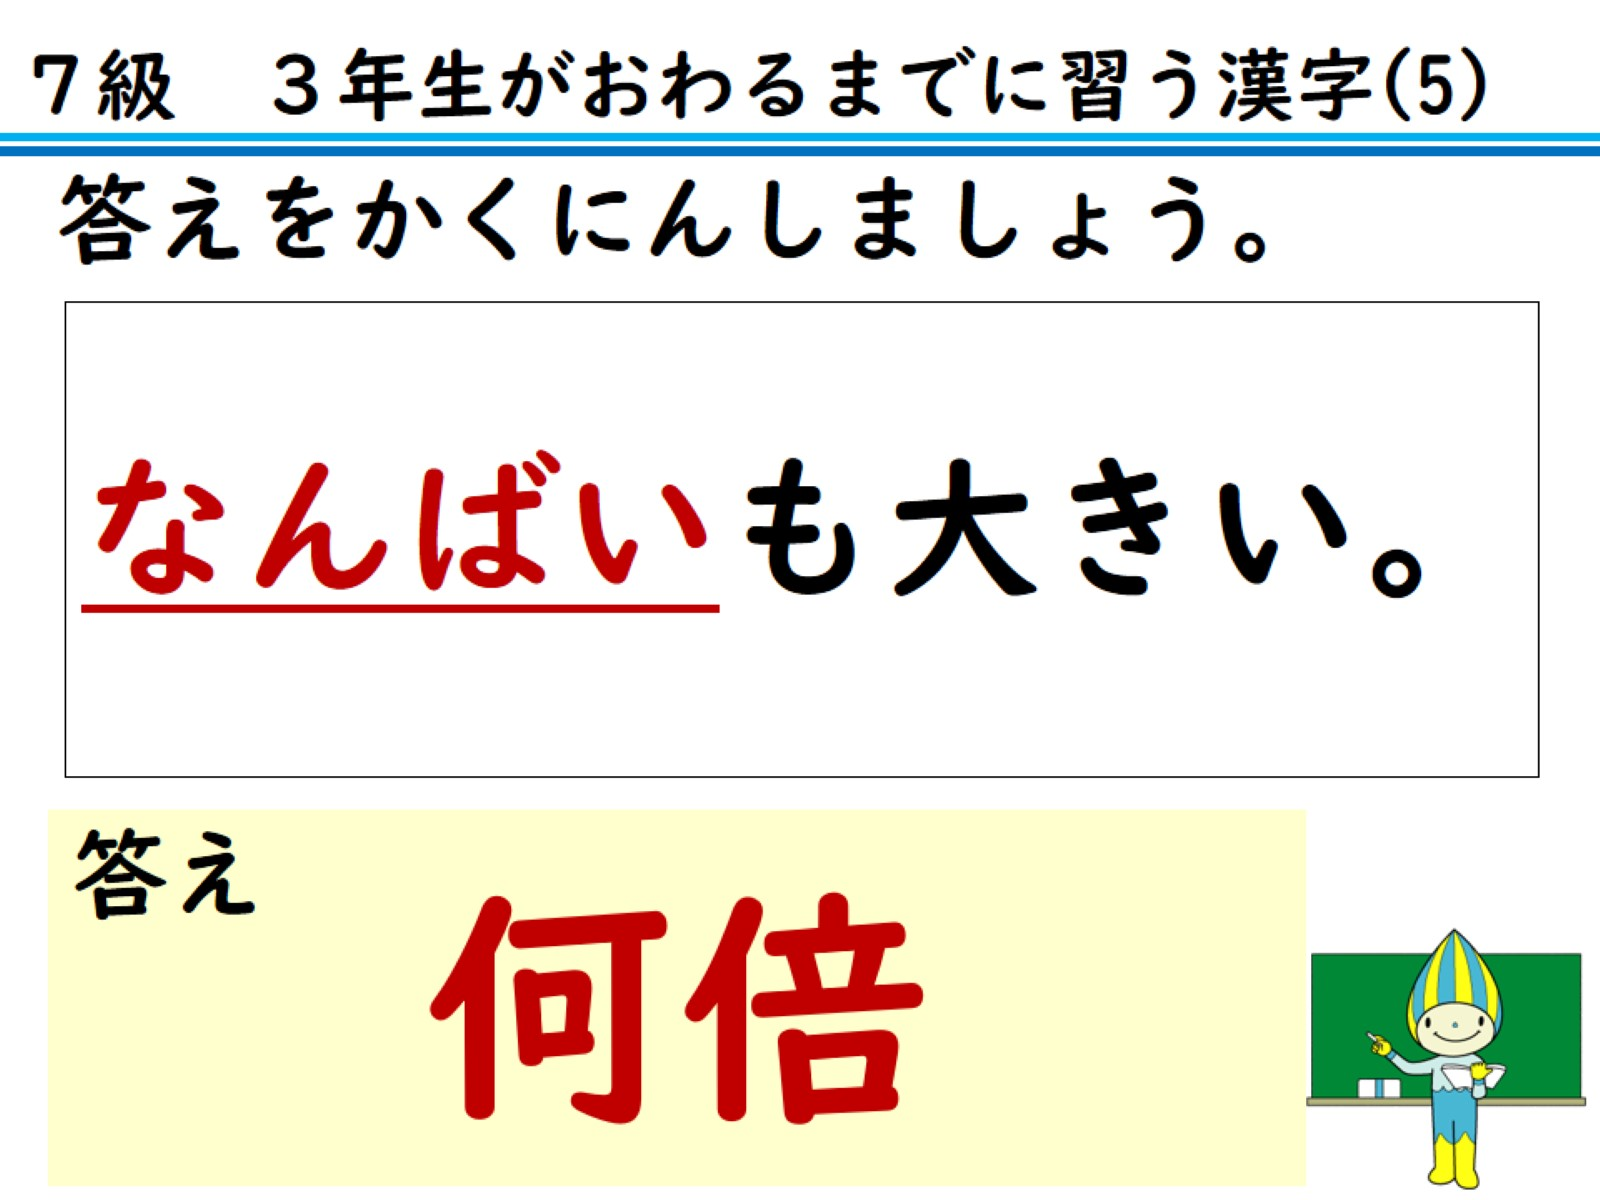 ７級　３年生がおわるまでに習う漢字(5)
答えをかくにんしましょう。
なんばいも大きい。
答え
何倍